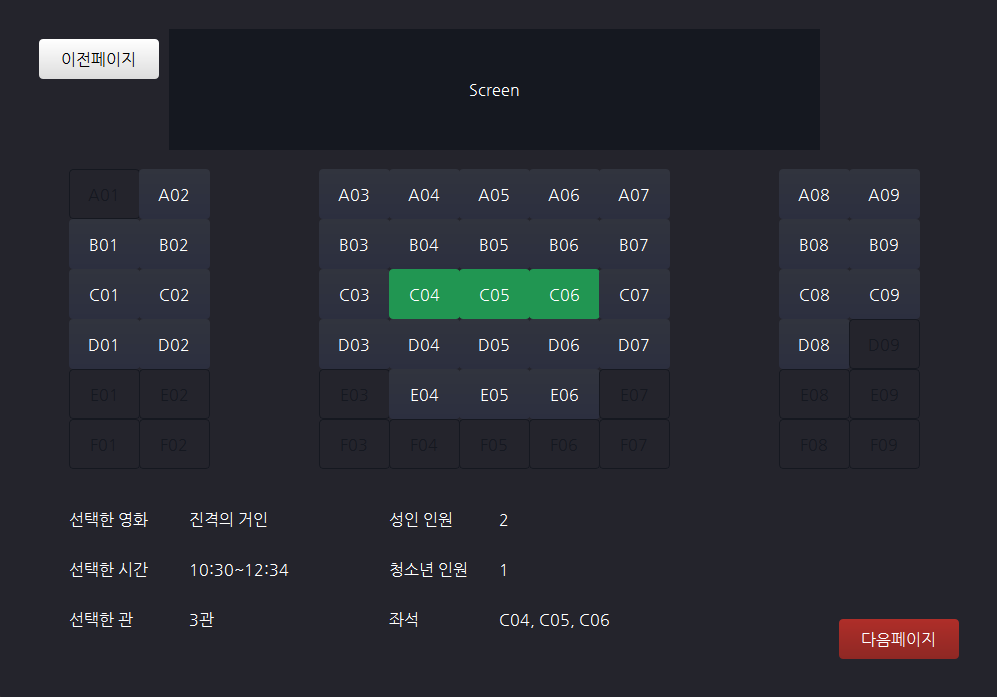 이전페이지
Screen
A01 A02 A03 A04 A05 A06 A07 A08 A09
B01 B02 B03 B04 B05 B06 B07 B08 B09
C01 C02 C03 C04 C05 C06 C07 C08 C09
D01 D02 D03 D04 D05 D06 D07 D08 D09
E01 E02 E03 E04 E05 E06 E07 E08 E09
F01 F02 F03 F04 F05 F06 F07 F08 F09
선택한 영화 진격의 거인 성인 인원 2
선택한 시간 10:30~12:34 청소년 인원 1
선택한 관 3관 좌석 C04, C05, C06
다음페이지